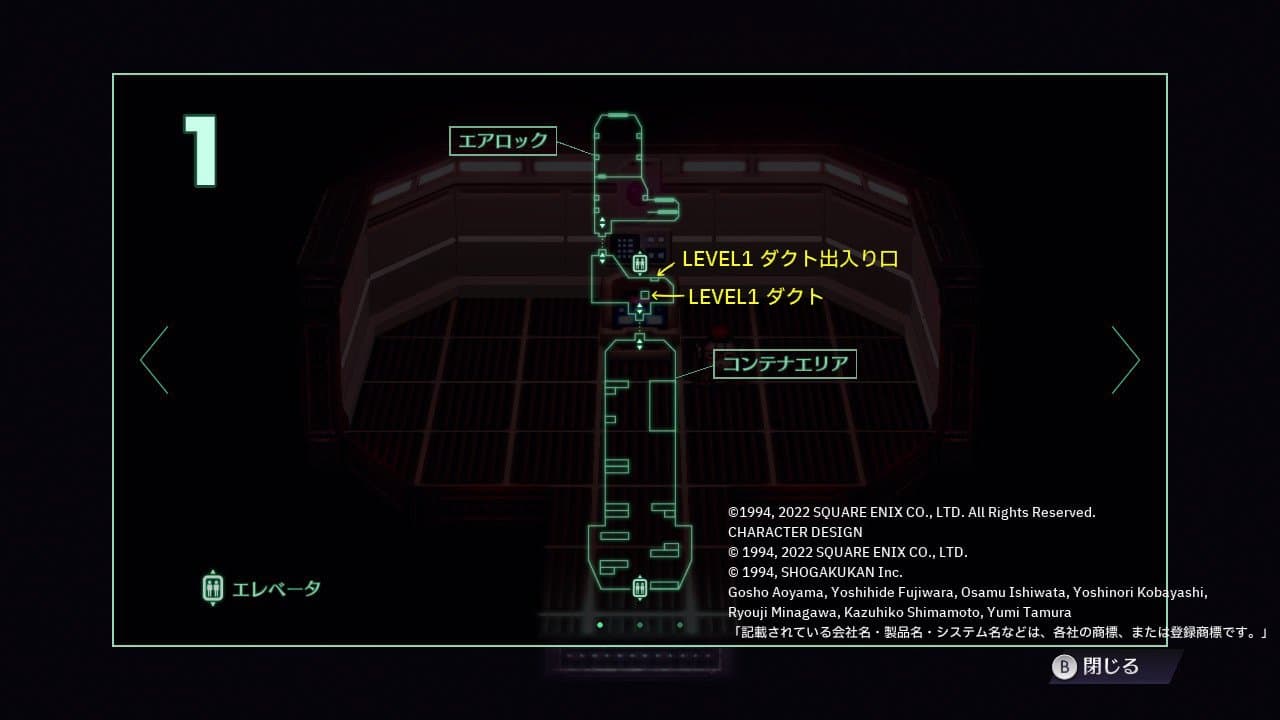 1
エアロック
LEVEL1 ダクト出入り口
LEVEL1 ダクト
コンテナエリア
エレベータ
©1994, 2022 SQUARE ENIX CO., LTD. All Rights Reserved.
CHARACTER DESIGN
© 1994, 2022 SQUARE ENIX CO., LTD.
© 1994, SHOGAKUKAN Inc.
Gosho Aoyama, Yoshihide Fujiwara, Osamu Ishiwata, Yoshinori Kobayashi,
Ryouji Minagawa, Kazuhiko Shimamoto, Yumi Tamura
「記載されている会社名・製品名・システム名などは、各社の商標、または登録商標です。」
B 閉じる